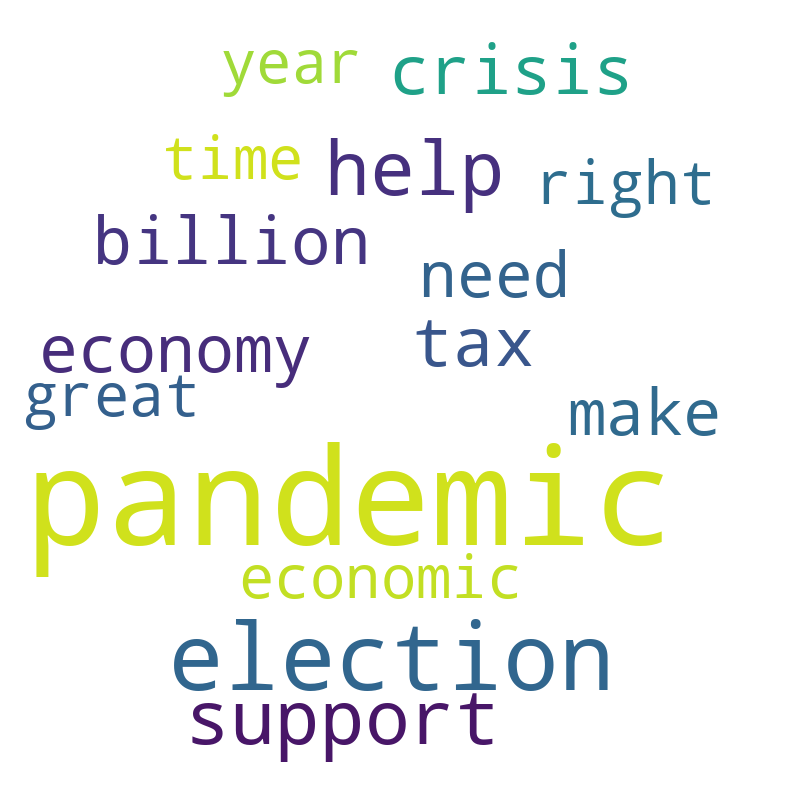 year crisis
time help right
billion
need
economy tax
great
make
pandemic
economic
election
support